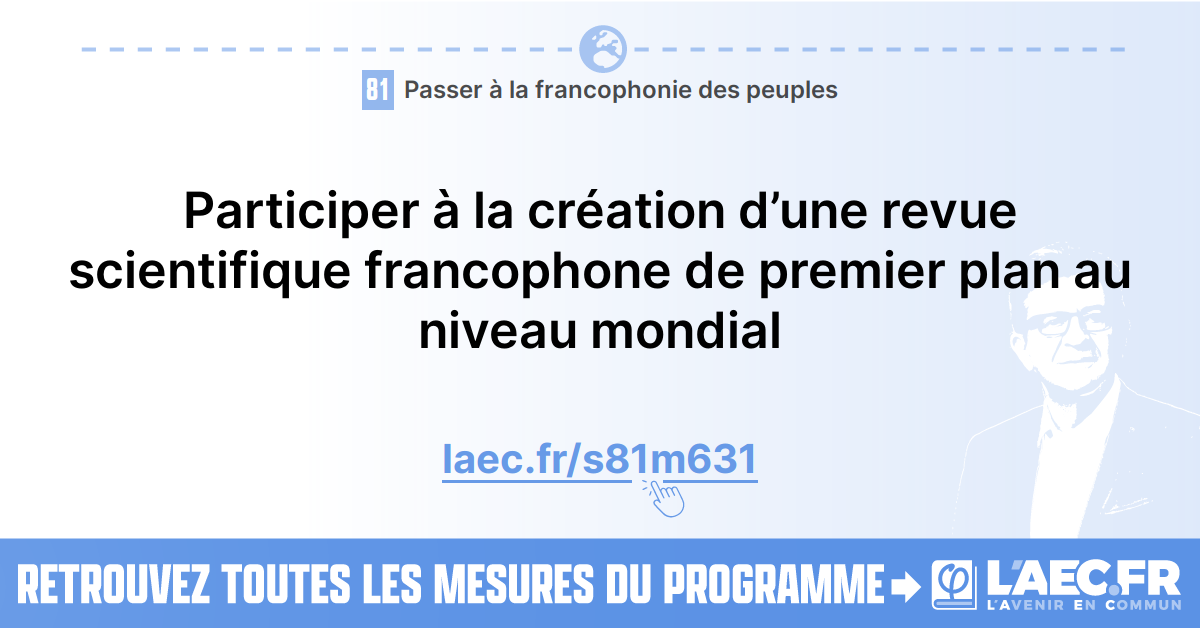 81 Passer à la francophonie des peuples
Participer à la création d’une revue
scientifique francophone de premier plan au
niveau mondial
laec.fr/s81m631
RETROUVEZ TOUTES LES MESURES DU PROGRAMME
L'AEC.FR
L'AVENIR EN COMMUN